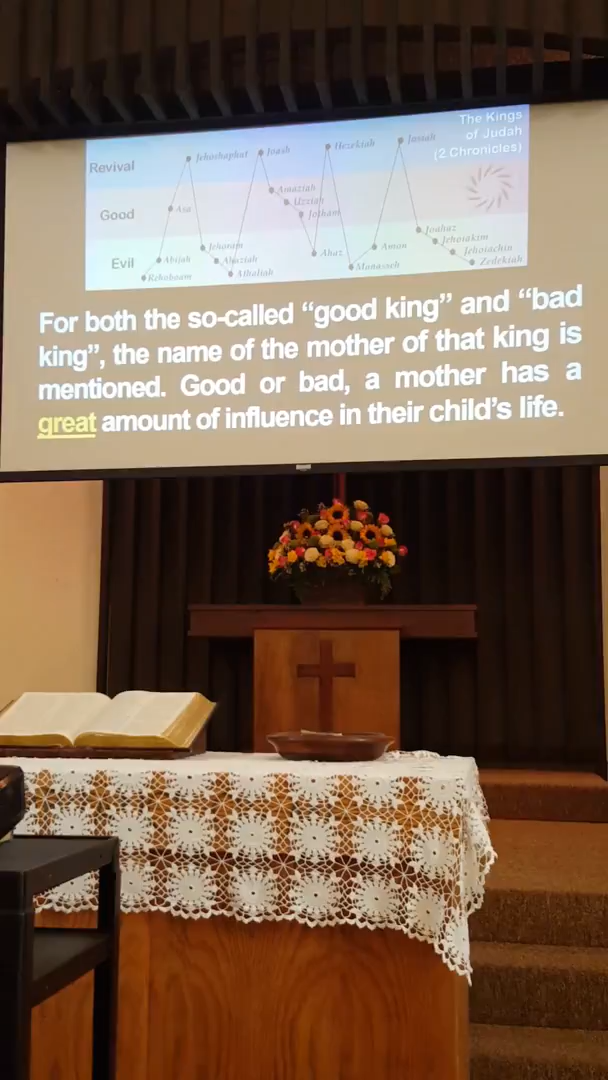 The Kings
of Judah
(2 Chronicles)
Revival
Good
Evil
Jehoshaphat
Joash
Hezekiah
Josiah
Asa
Amaziah
Uzziah
Jotham
Joahaz
Jehoiakim
Jehoiachin
Zedekiah
Jehoram
Ahaziah
Athaliah
Abijah
Rehoboam
Ahaz
Amon
Manasseh
For both the so-called “good king” and “bad
king”, the name of the mother of that king is
mentioned. Good or bad, a mother has a
great amount of influence in their child’s life.